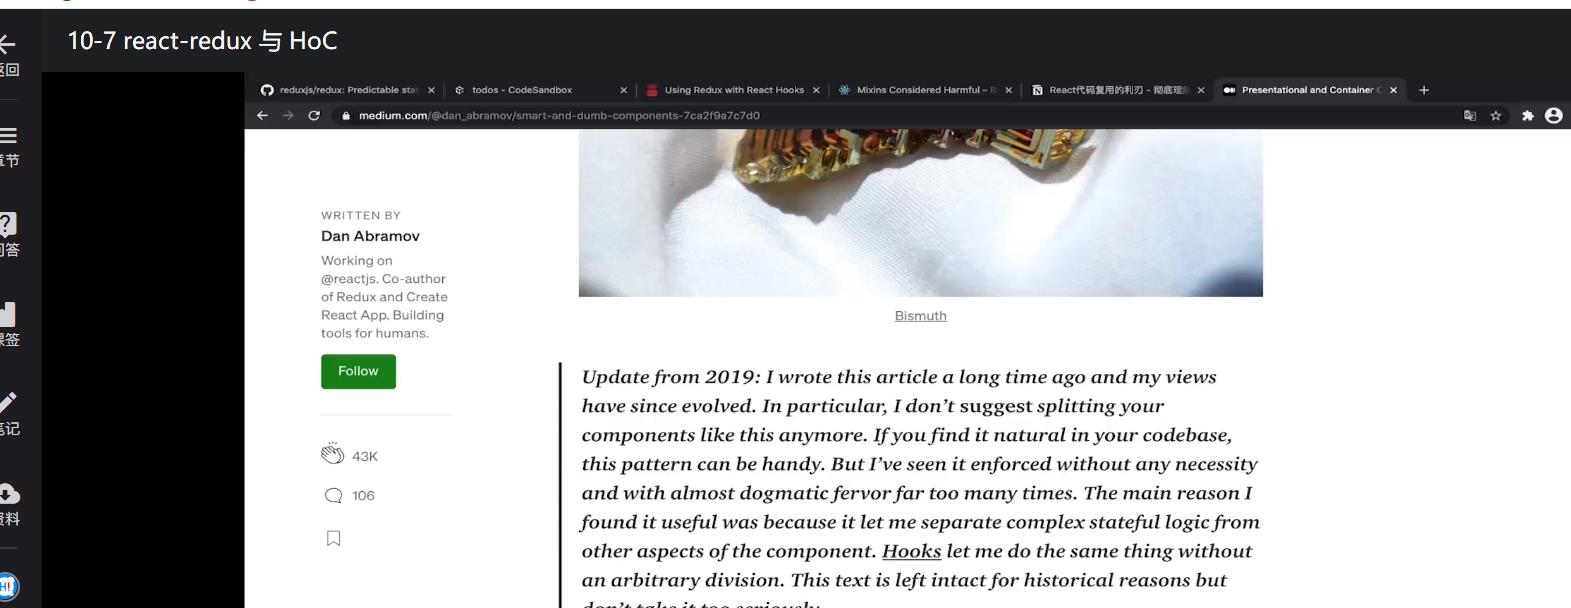 10-7 react-redux 与 HoC
返回
章节
问答
课签
笔记
资料
H!
reduxjs/redux: Predictable stat
todos - CodeSandbox
Using Redux with React Hooks
Mixins Considered Harmful – R
React代码复用的利刃 - 彻底理解
Presentational and Container C
medium.com/@dan_abramov/smart-and-dumb-components-7ca2f9a7c7d0
WRITTEN BY
Dan Abramov
Working on
@reactjs. Co-author
of Redux and Create
React App. Building
tools for humans.
Follow
43K
106
Bismuth
Update from 2019: I wrote this article a long time ago and my views
have since evolved. In particular, I don’t suggest splitting your
components like this anymore. If you find it natural in your codebase,
this pattern can be handy. But I’ve seen it enforced without any necessity
and with almost dogmatic fervor far too many times. The main reason I
found it useful was because it let me separate complex stateful logic from
other aspects of the component. Hooks let me do the same thing without
an arbitrary division. This text is left intact for historical reasons but
don’t take it too seriously.